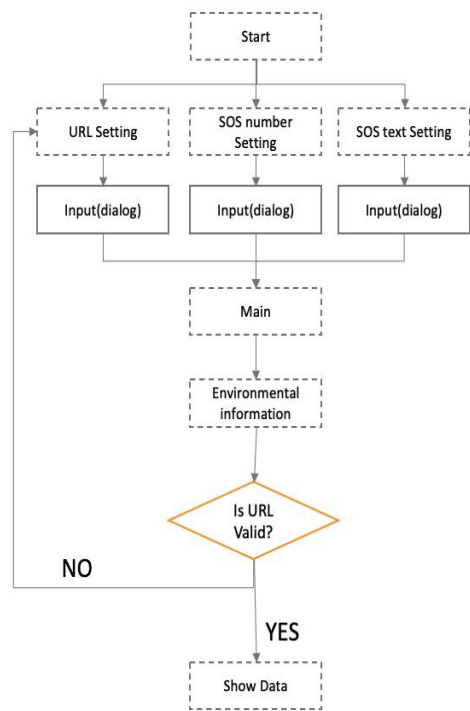 Start
URL Setting
SOS number
Setting
SOS text Setting
Input(dialog)
Input(dialog)
Input(dialog)
Main
Environmental
information
Is URL
Valid?
NO
YES
Show Data